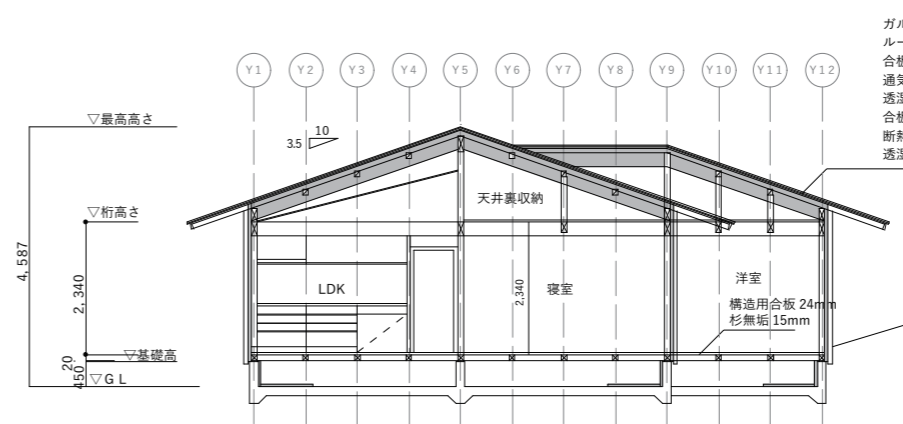 ガル
ルー
合板
通気
透湿
合板
断熱
透湿
Y1 Y2 Y3 Y4 Y5 Y6 Y7 Y8 Y9 Y10 Y11 Y12
▽最高高さ
10
3.5
天井裏収納
▽桁高さ
4,587
2,340
LDK
2,340
寝室
洋室
構造用合板 24mm
杉無垢 15mm
▽基礎高
20
450
▽GL